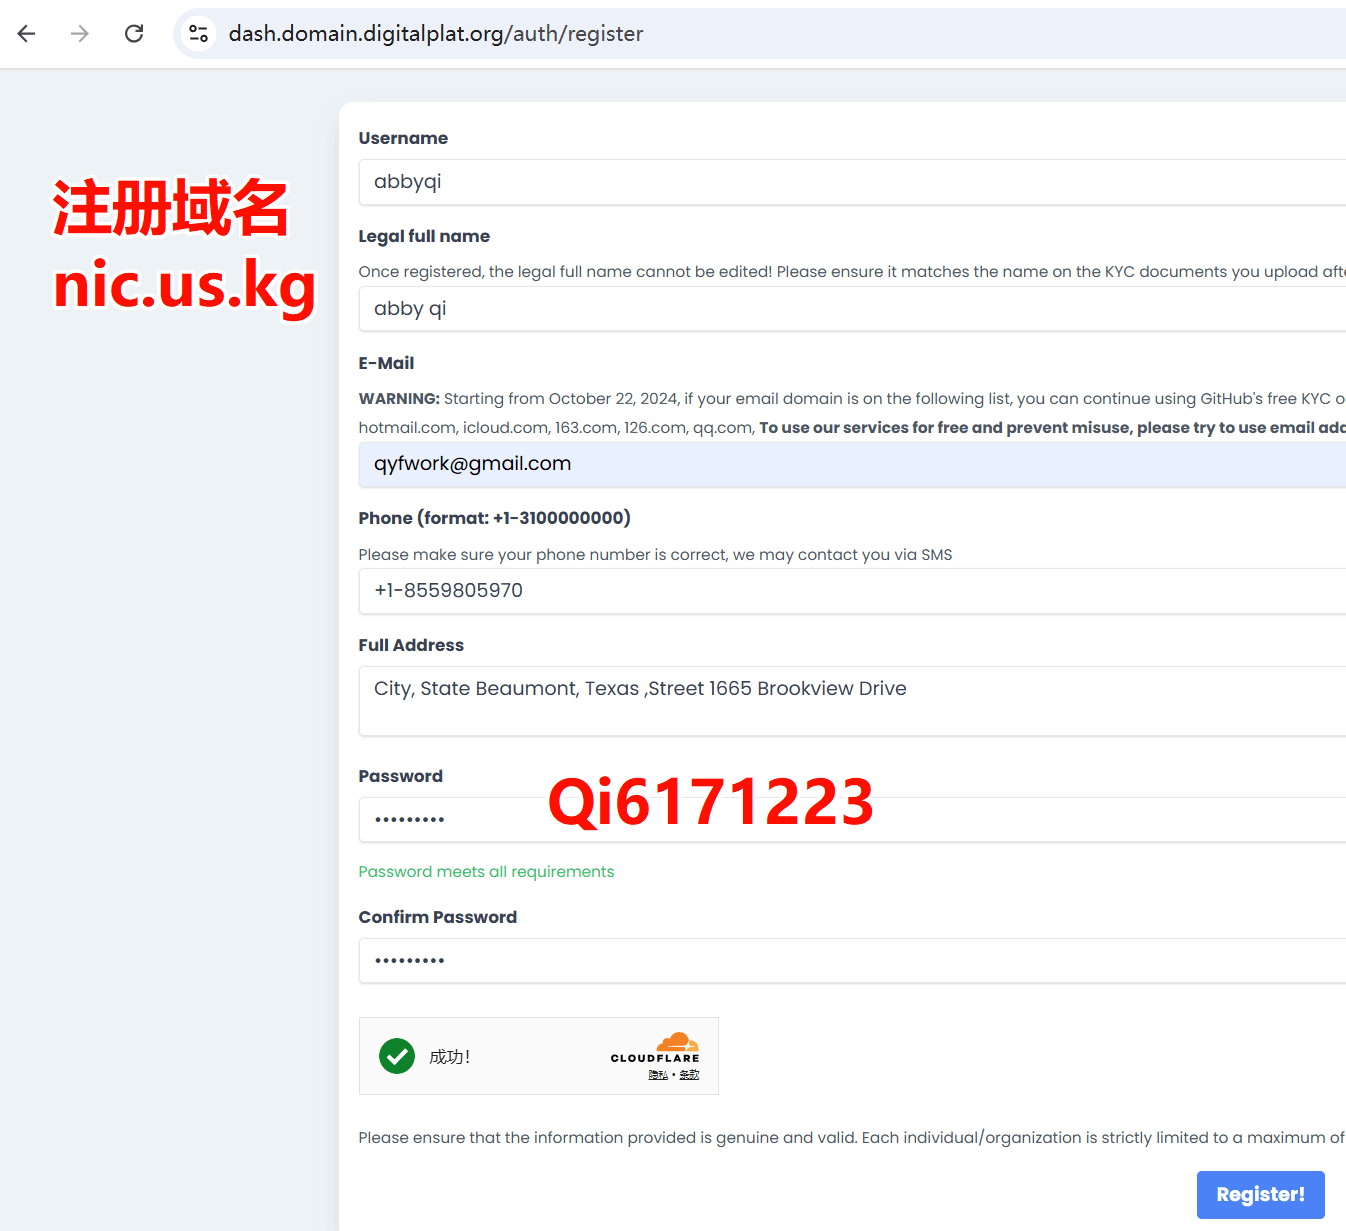 dash.domain.digitalplat.org/auth/register
注册域名
nic.us.kg
Username
abbyqi
Legal full name
Once registered, the legal full name cannot be edited! Please ensure it matches the name on the KYC documents you upload
abby qi
E-Mail
WARNING: Starting from October 22, 2024, if your email domain is on the following list, you can continue using GitHub's free KYC
hotmail.com, icloud.com, 163.com, 126.com, qq.com, To use our services for free and prevent misuse, please try to use email
qyfwork@gmail.com
Phone (format: +1-3100000000)
Please make sure your phone number is correct, we may contact you via SMS
+1-8559805970
Full Address
City, State Beaumont, Texas ,Street 1665 Brookview Drive
Password
Qi6171223
•••••••••
Password meets all requirements
Confirm Password
•••••••••
成功!
CLOUDFLARE
隐私 • 条款
Please ensure that the information provided is genuine and valid. Each individual/organization is strictly limited to a maximum of
Register!